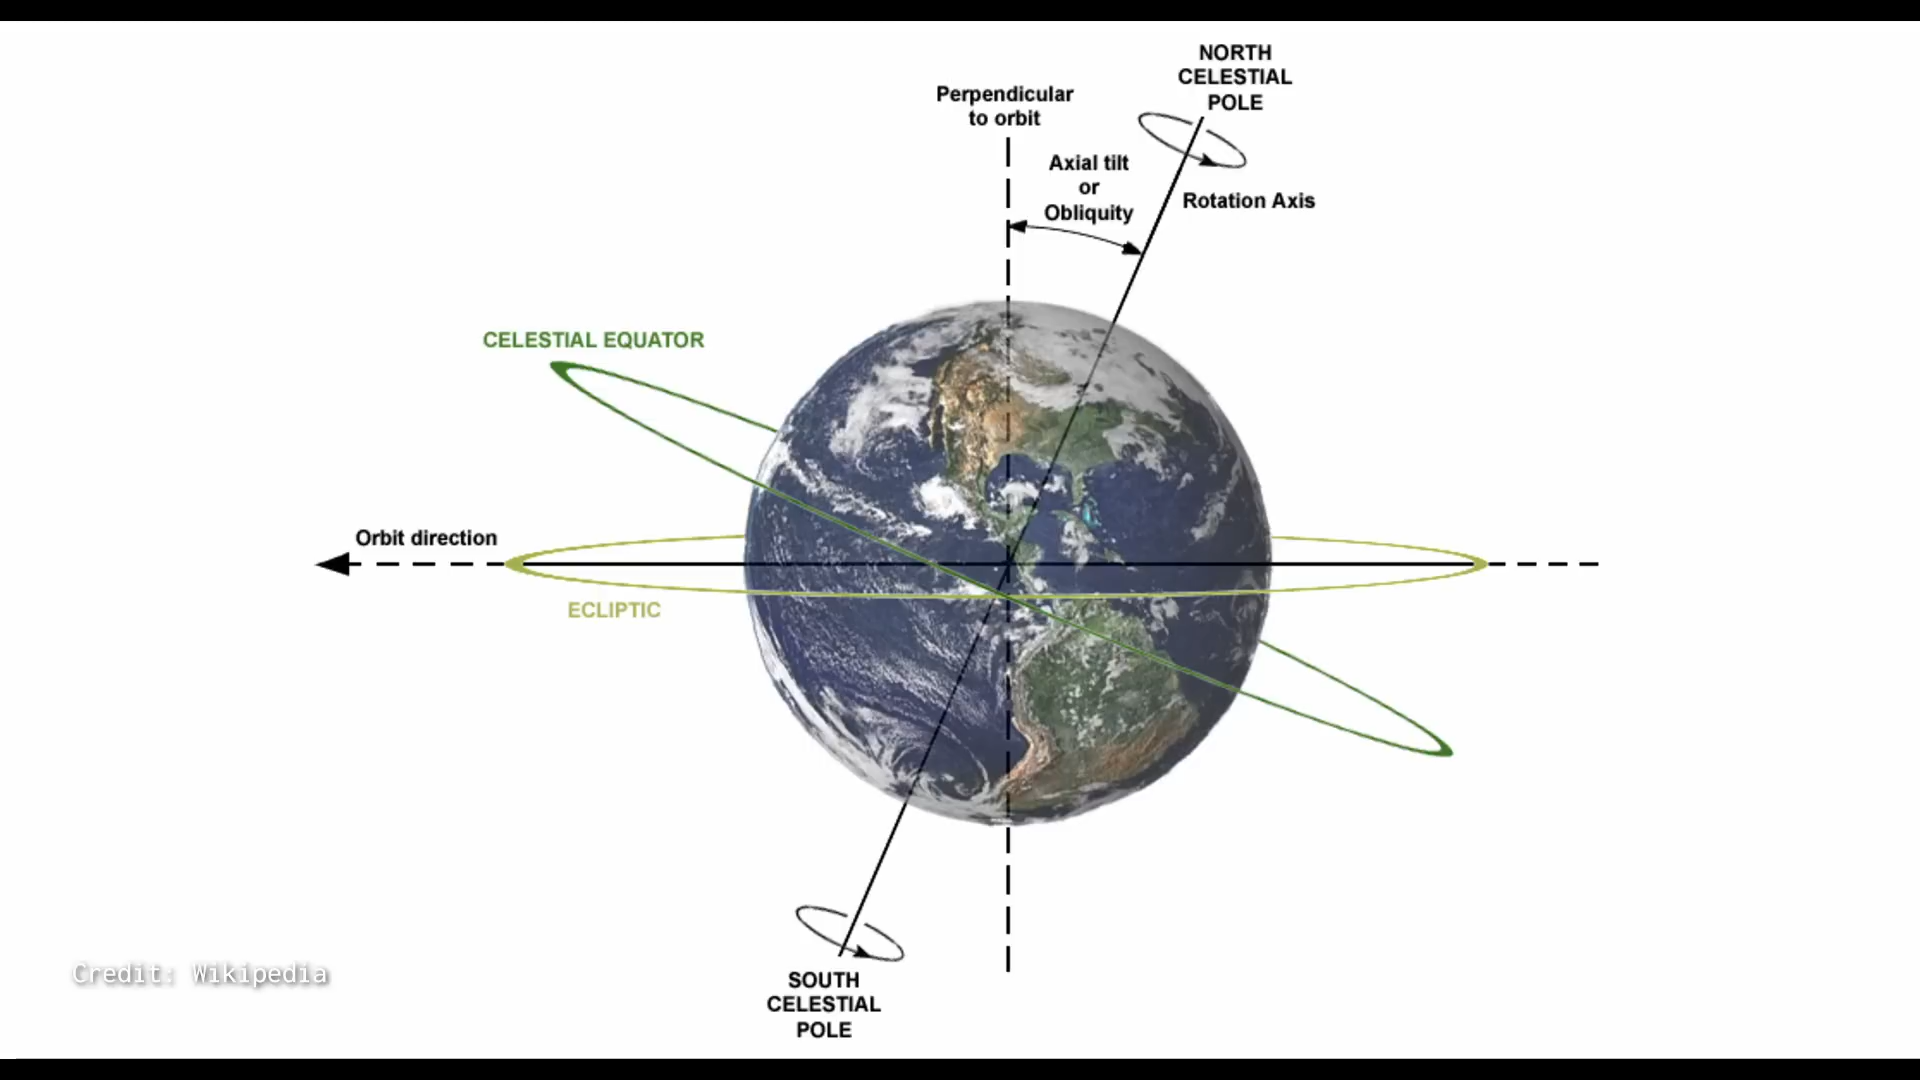 NORTH
CELESTIAL
POLE
Perpendicular
to orbit
Axial tilt
or
Obliquity
Rotation Axis
CELESTIAL EQUATOR
Orbit direction
ECLIPTIC
Credit: Wikipedia
SOUTH
CELESTIAL
POLE